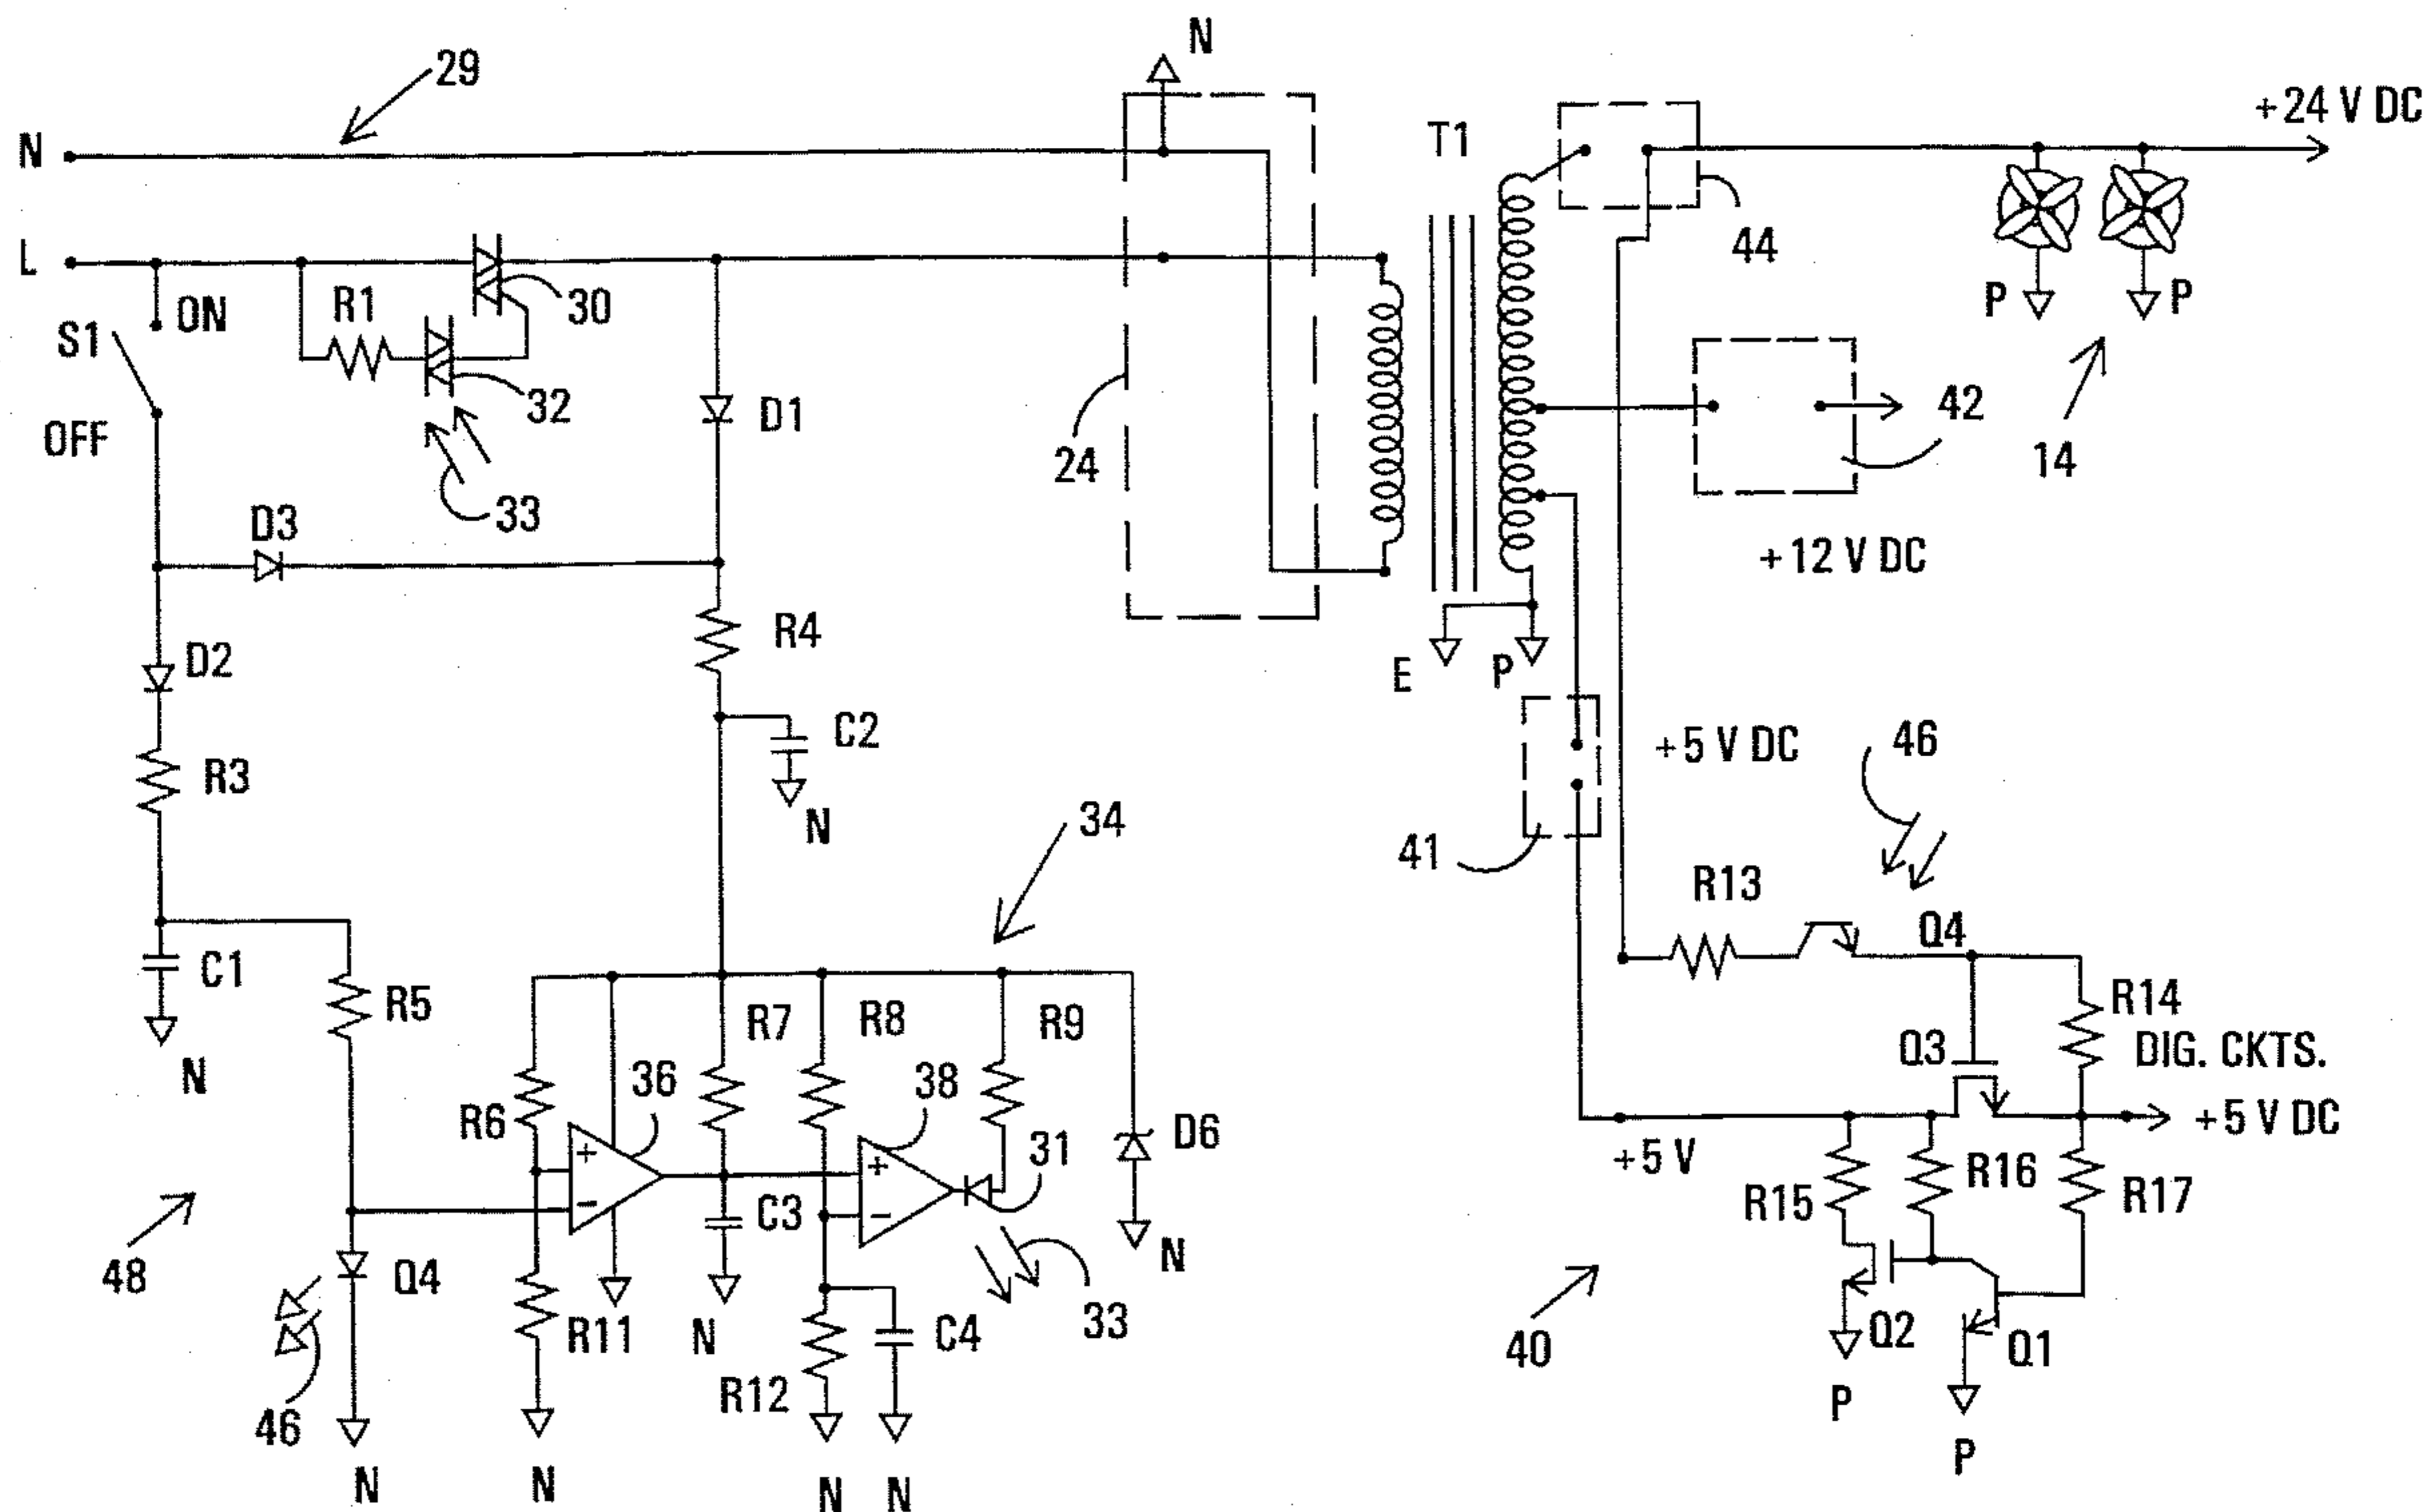 N
29
N
T1
+24 V DC
N
L
ON
R1
30
44
P
P
S1
32
D1
42
OFF
24
14
33
D3
+12 V DC
D2
R4
E
P
C2
+5 V DC
46
R3
N
34
41
R13
Q4
C1
R5
R14
N
R7
R8
R9
Q3
DIG. CKTS.
36
38
R6
+
+
31
D6
+5 V
+5 V DC
−
−
C3
R15
R16
R17
48
Q4
N
33
R11
N
C4
40
Q2
Q1
R12
46
P
N
N
N
N
P